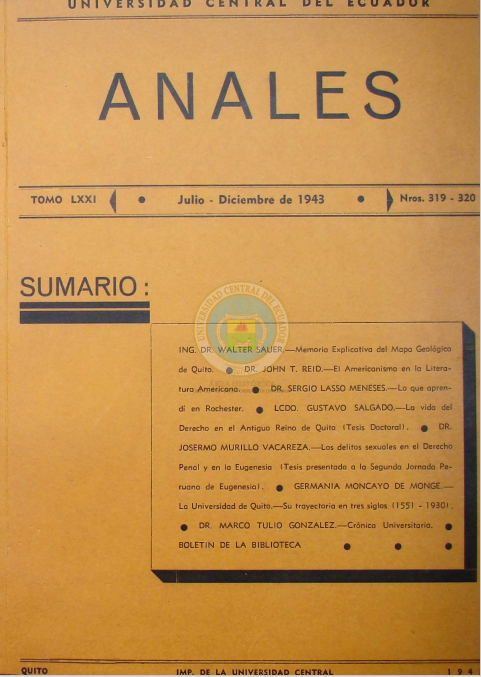 UNIVERSIDAD CENTRAL DEL ECUADOR
ANALES
TOMO LXXI ● Julio - Diciembre de 1943 ● Nros. 319 - 320
SUMARIO :
UNIVERSIDAD CENTRAL DEL ECUADOR
ING. DR. WALTER SAUER.—Memoria Explicativa del Mapa Geológico
de Quito. ● DR. JOHN T. REID.—El Americanismo en la Litera-
tura Americana. ● DR. SERGIO LASSO MENESES.—Lo que apren-
dí en Rochester. ● LCDO. GUSTAVO SALGADO.—La vida del
Derecho en el Antiguo Reino de Quito (Tesis Doctoral). ● DR.
JOSERMO MURILLO VACAREZA.—Los delitos sexuales en el Derecho
Penal y en la Eugenesia (Tesis presentada a la Segunda Jornada Pe-
ruana de Eugenesia). ● GERMANIA MONCAYO DE MONGE.—
La Universidad de Quito.—Su trayectoria en tres siglos (1551 - 1930).
● DR. MARCO TULIO GONZALEZ.—Crónica Universitaria. ●
BOLETIN DE LA BIBLIOTECA ● ● ●
QUITO IMP. DE LA UNIVERSIDAD CENTRAL 194